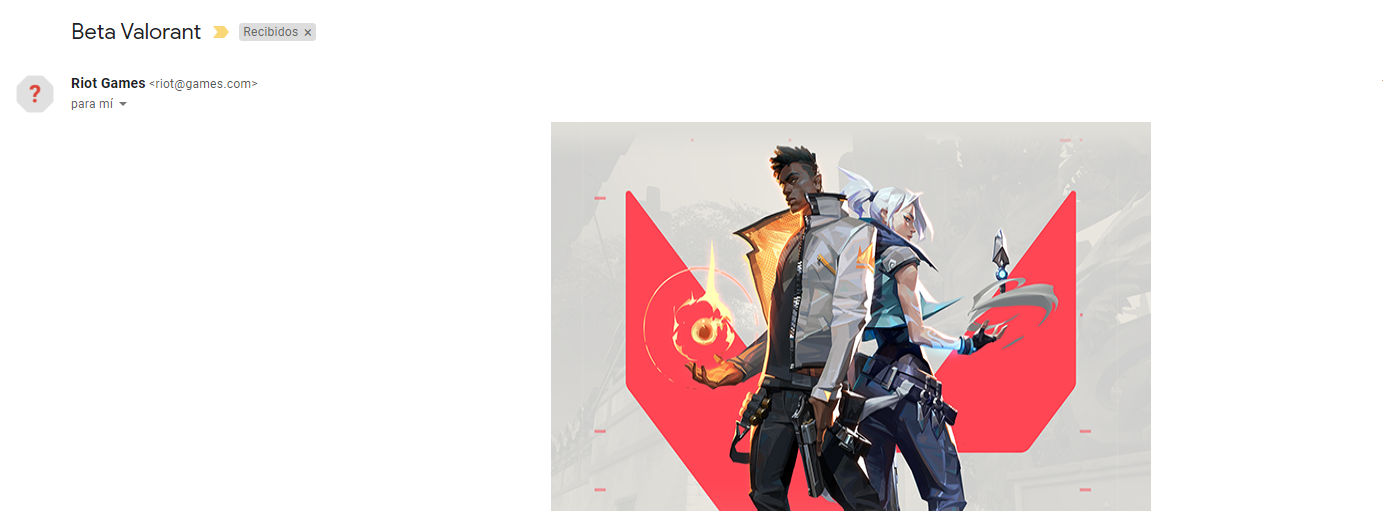 Beta Valorant Recibidos ×
Riot Games <riot@games.com>
para mí